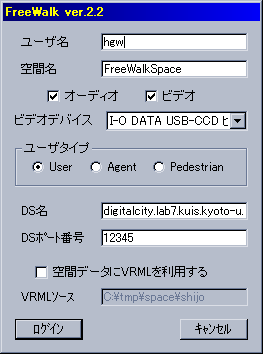 FreeWalk ver.2.2
ユーザ名 hgw
空間名 FreeWalkSpace
オーディオ ビデオ
ビデオデバイス I-O DATA USB-CCD ビ
ユーザタイプ
User Agent Pedestrian
DS名 digitalcity.lab7.kuis.kyoto-u.
DSポート番号 12345
空間データにVRMLを利用する
VRMLソース C:¥tmp¥space¥shijo
ログイン キャンセル